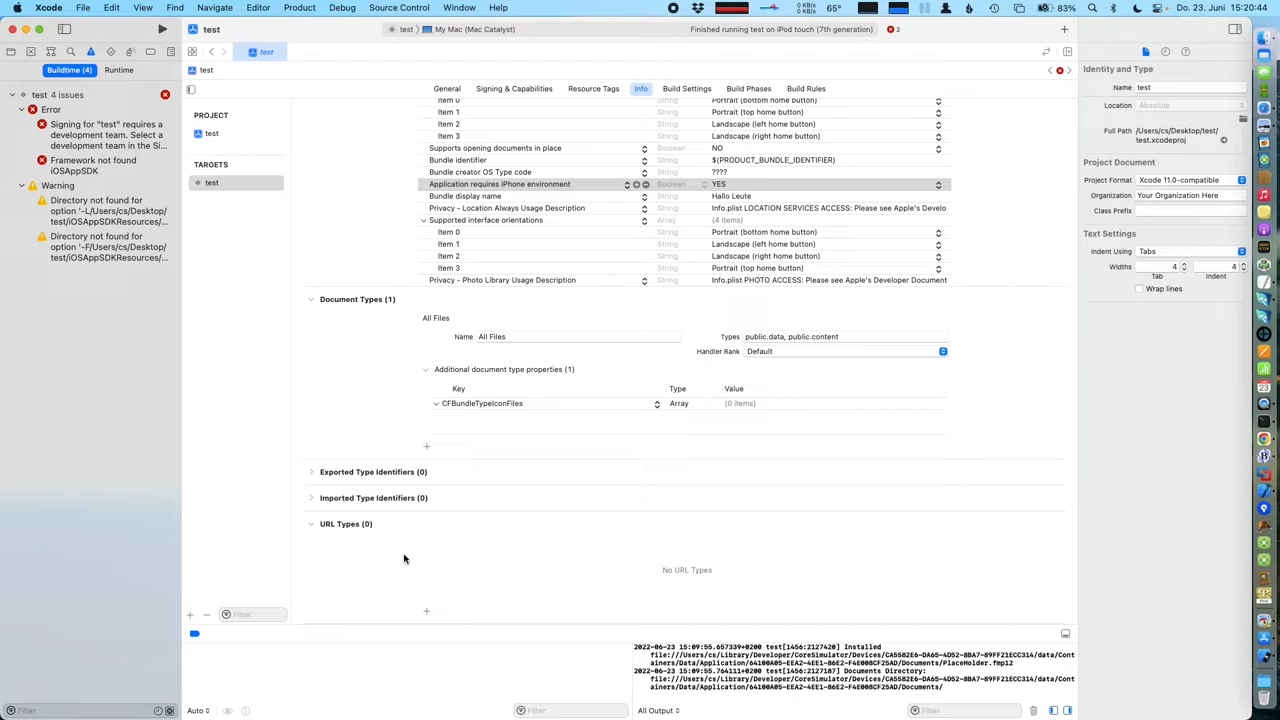 Xcode File Edit View Find Navigate Editor Product Debug Source Control Window Help
0 KB/s
0 KB/s
65°
83%
Do. 23. Juni 15:20:44
test
test
My Mac (Mac Catalyst)
Finished running test on iPod touch (7th generation)
2
test
Buildtime (4)
Runtime
test
test 4 issues
Error
Signing for "test" requires a
development team. Select a
development team in the Si...
Framework not found
iOSAppSDK
Warning
Directory not found for
option '-L/Users/cs/Desktop/
test/iOSAppSDKResources/...
Directory not found for
option '-F/Users/cs/Desktop/
test/iOSAppSDKResources/...
Filter
PROJECT
test
TARGETS
test
Filter
General
Signing & Capabilities
Resource Tags
Info
Build Settings
Build Phases
Build Rules
Item 0 String Portrait (bottom home button)
Item 1 String Portrait (top home button)
Item 2 String Landscape (left home button)
Item 3 String Landscape (right home button)
Supports opening documents in place Boolean NO
Bundle identifier String $(PRODUCT_BUNDLE_IDENTIFIER)
Bundle creator OS Type code String ????
Application requires iPhone environment Boolean YES
Bundle display name String Hallo Leute
Privacy - Location Always Usage Description String Info.plist LOCATION SERVICES ACCESS: Please see Apple's Develo
Supported interface orientations Array (4 items)
Item 0 String Portrait (bottom home button)
Item 1 String Landscape (left home button)
Item 2 String Landscape (right home button)
Item 3 String Portrait (top home button)
Privacy - Photo Library Usage Description String Info.plist PHOTO ACCESS: Please see Apple's Developer Document
Document Types (1)
All Files
Name All Files
Types public.data, public.content
Handler Rank Default
Additional document type properties (1)
Key Type Value
CFBundleTypeIconFiles Array (0 items)
Exported Type Identifiers (0)
Imported Type Identifiers (0)
URL Types (0)
No URL Types
Auto
Filter
2022-06-23 15:09:55.657339+0200 test[1456:2127420] Installed
file:///Users/cs/Library/Developer/CoreSimulator/Devices/CA5582E6-DA65-4D52-8BA7-89FF21ECC314/data/Cont
ainers/Data/Application/64100A05-EEA2-4EE1-86E2-F4E008CF25AD/Documents/PlaceHolder.fmp12
2022-06-23 15:09:55.764111+0200 test[1456:2127187] Documents Directory:
file:///Users/cs/Library/Developer/CoreSimulator/Devices/CA5582E6-DA65-4D52-8BA7-89FF21ECC314/data/Cont
ainers/Data/Application/64100A05-EEA2-4EE1-86E2-F4E008CF25AD/Documents/
All Output
Filter
Identity and Type
Name test
Location Absolute
Full Path /Users/cs/Desktop/test/
test.xcodeproj
Project Document
Project Format Xcode 11.0-compatible
Organization Your Organization Here
Class Prefix
Text Settings
Indent Using Tabs
Widths 4 4
Tab Indent
Wrap lines